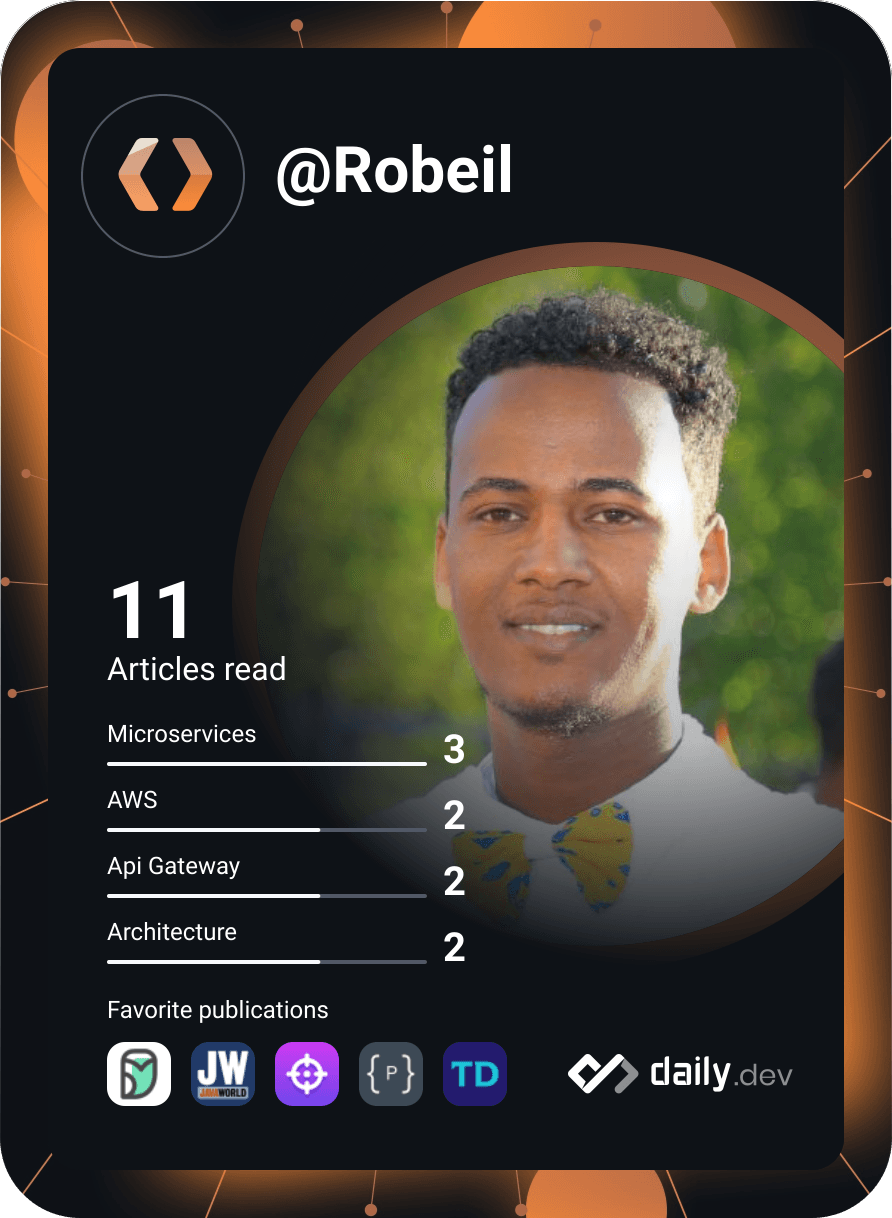 @Robeil
11
Articles read
Microservices
3
AWS
2
Api Gateway
2
Architecture
2
Favorite publications
JW
JAVAWORLD
{P}
TD
daily.dev